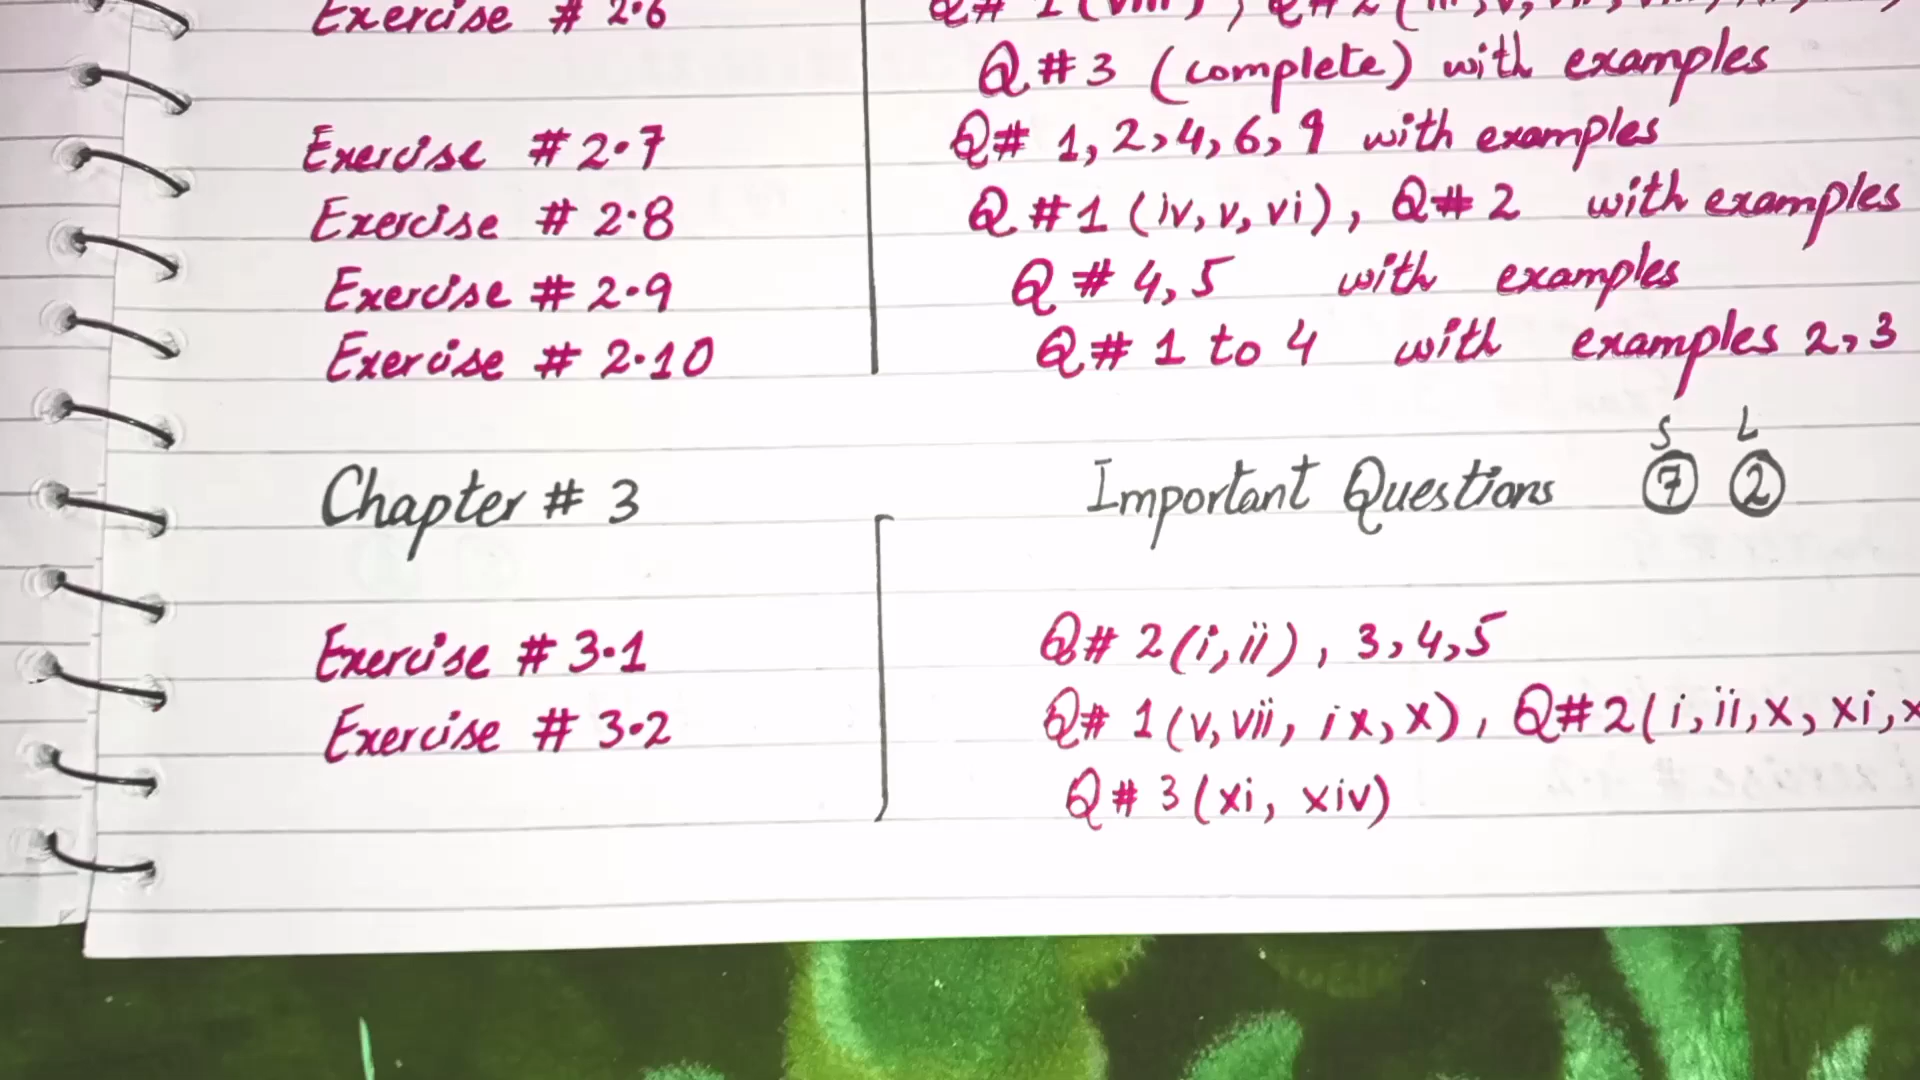 Exercise # 2.6 Q# 1 (viii), Q# 2 (
Q # 3 (complete) with examples
Exercise # 2.7 Q# 1, 2, 4, 6, 9 with examples
Exercise # 2.8 Q # 1 (iv, v, vi), Q# 2 with examples
Exercise # 2.9 Q # 4, 5 with examples
Exercise # 2.10 Q # 1 to 4 with examples 2, 3
S L
Chapter # 3 Important Questions 7 2
Exercise # 3.1 Q# 2 (i, ii), 3, 4, 5
Exercise # 3.2 Q# 1 (v, vii, ix, x), Q# 2 (i, ii, x, xi, x
Q # 3 (xi, xiv)